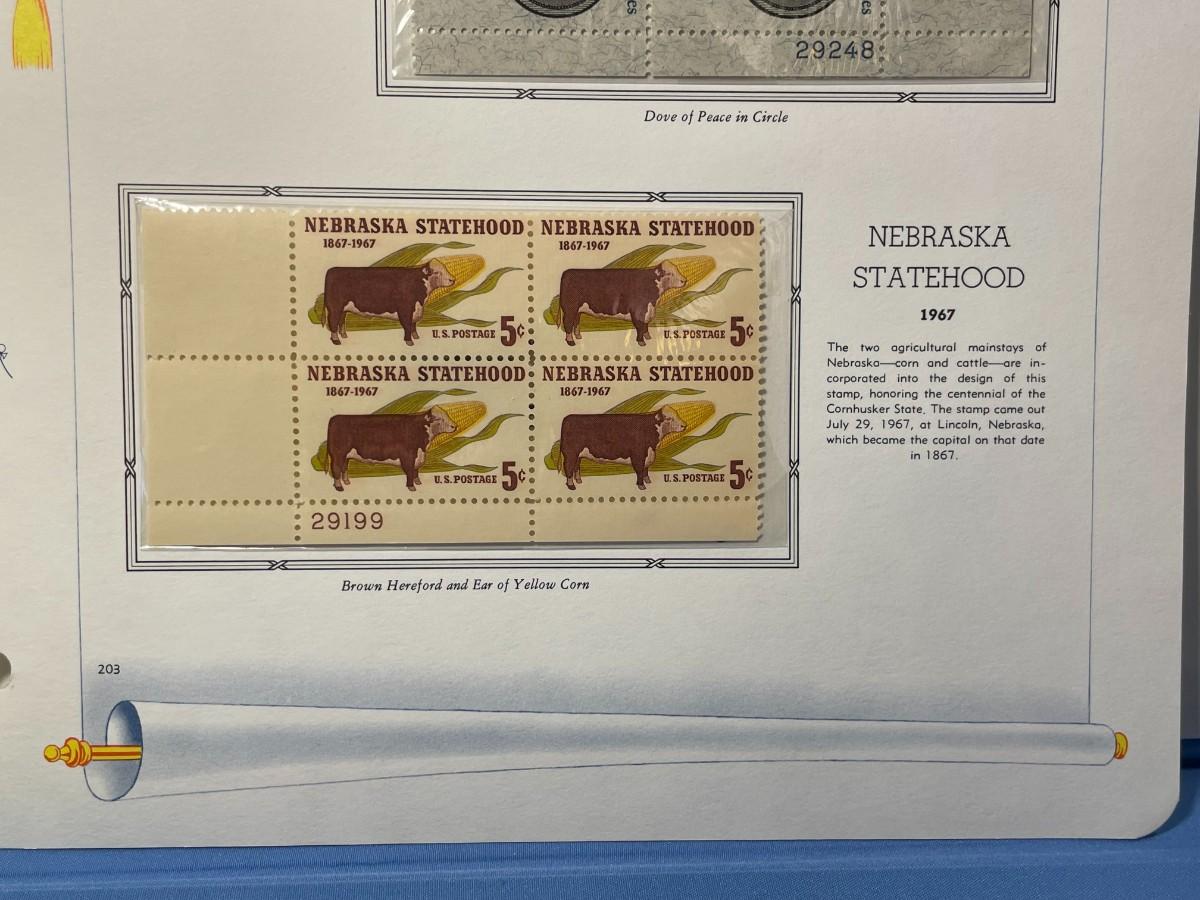 29248
Dove of Peace in Circle
NEBRASKA STATEHOOD
1867-1967
U.S. POSTAGE 5¢
NEBRASKA STATEHOOD
1867-1967
U.S. POSTAGE 5¢
NEBRASKA STATEHOOD
1867-1967
U.S. POSTAGE 5¢
NEBRASKA STATEHOOD
1867-1967
U.S. POSTAGE 5¢
29199
Brown Hereford and Ear of Yellow Corn
NEBRASKA
STATEHOOD
1967
The two agricultural mainstays of
Nebraska—corn and cattle—are in-
corporated into the design of this
stamp, honoring the centennial of the
Cornhusker State. The stamp came out
July 29, 1967, at Lincoln, Nebraska,
which became the capital on that date
in 1867.
203